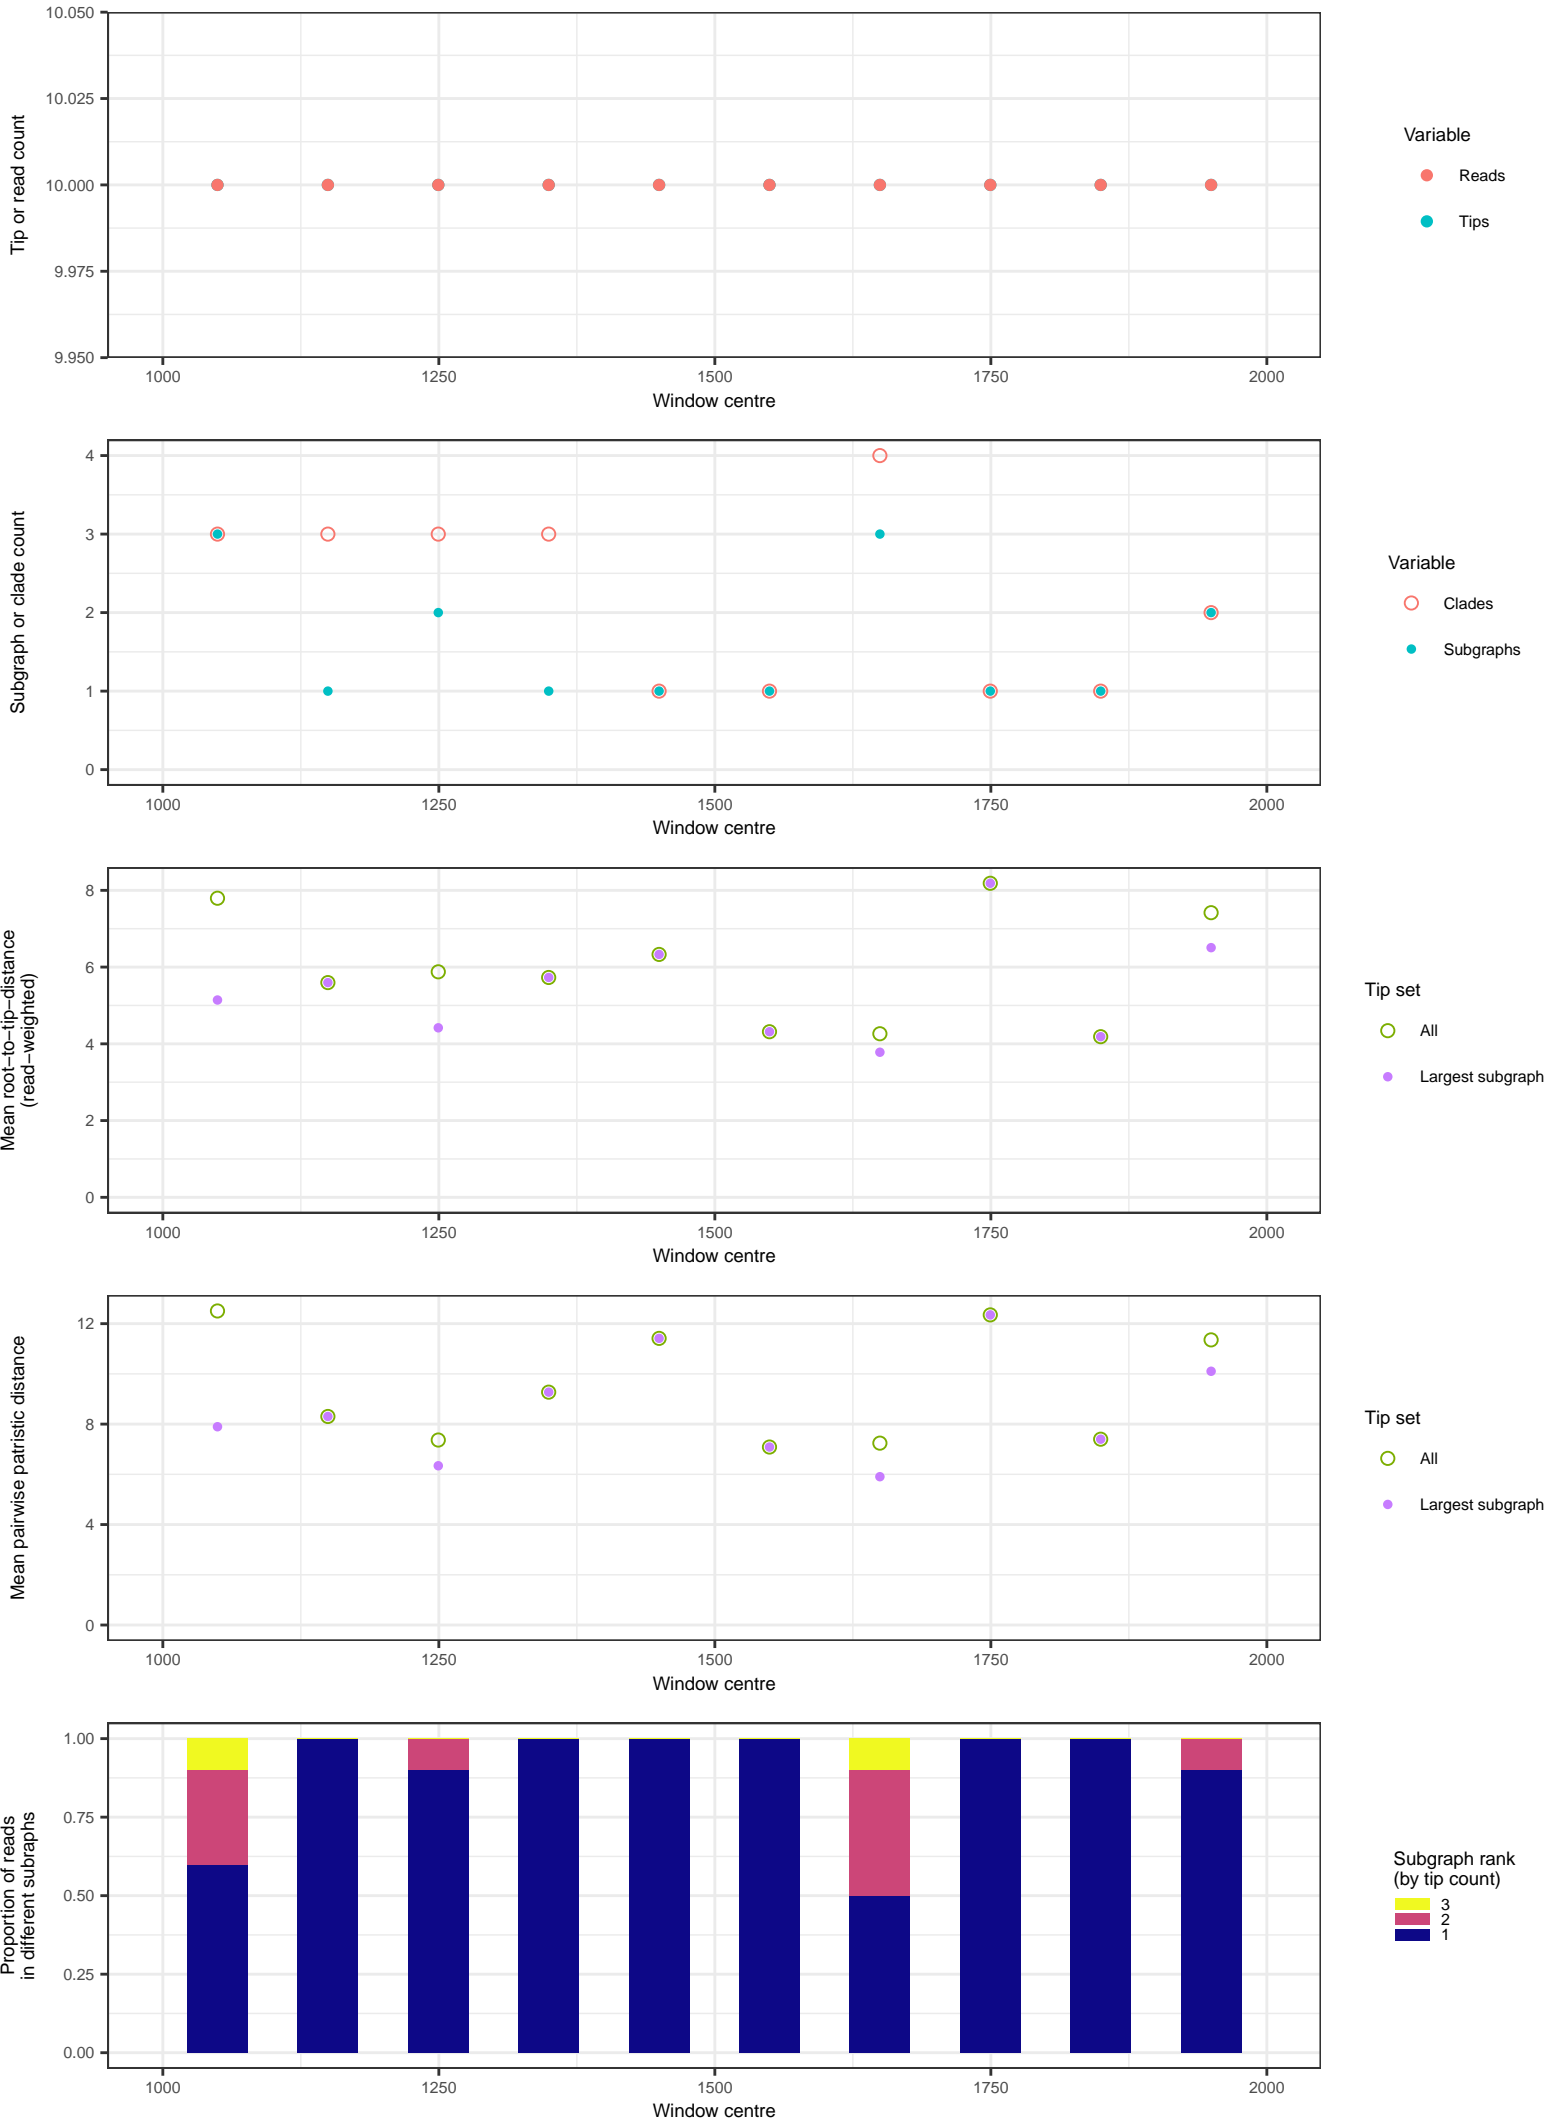 10.050
10.025
10.000
9.975
9.950
Tip or read count
1000 1250 1500 1750 2000
Window centre
Variable
Reads
Tips
4
3
2
1
0
Subgraph or clade count
1000 1250 1500 1750 2000
Window centre
Variable
Clades
Subgraphs
8
6
4
2
0
Mean root−to−tip−distance
(read−weighted)
1000 1250 1500 1750 2000
Window centre
Tip set
All
Largest subgraph
12
8
4
0
Mean pairwise patristic distance
1000 1250 1500 1750 2000
Window centre
Tip set
All
Largest subgraph
1.00
0.75
0.50
0.25
0.00
Proportion of reads
in different subraphs
1000 1250 1500 1750 2000
Window centre
Subgraph rank
(by tip count)
3
2
1